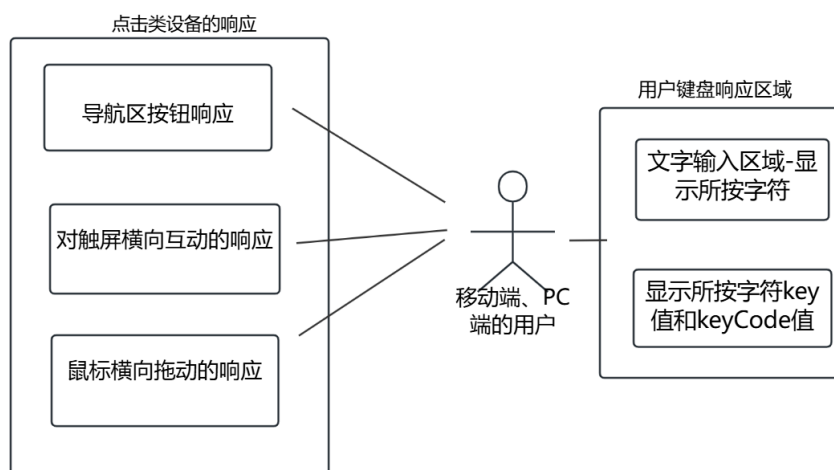 点击类设备的响应
导航区按钮响应
对触屏横向互动的响应
鼠标横向拖动的响应
移动端、PC
端的用户
用户键盘响应区域
文字输入区域-显
示所按字符
显示所按字符key
值和keyCode值